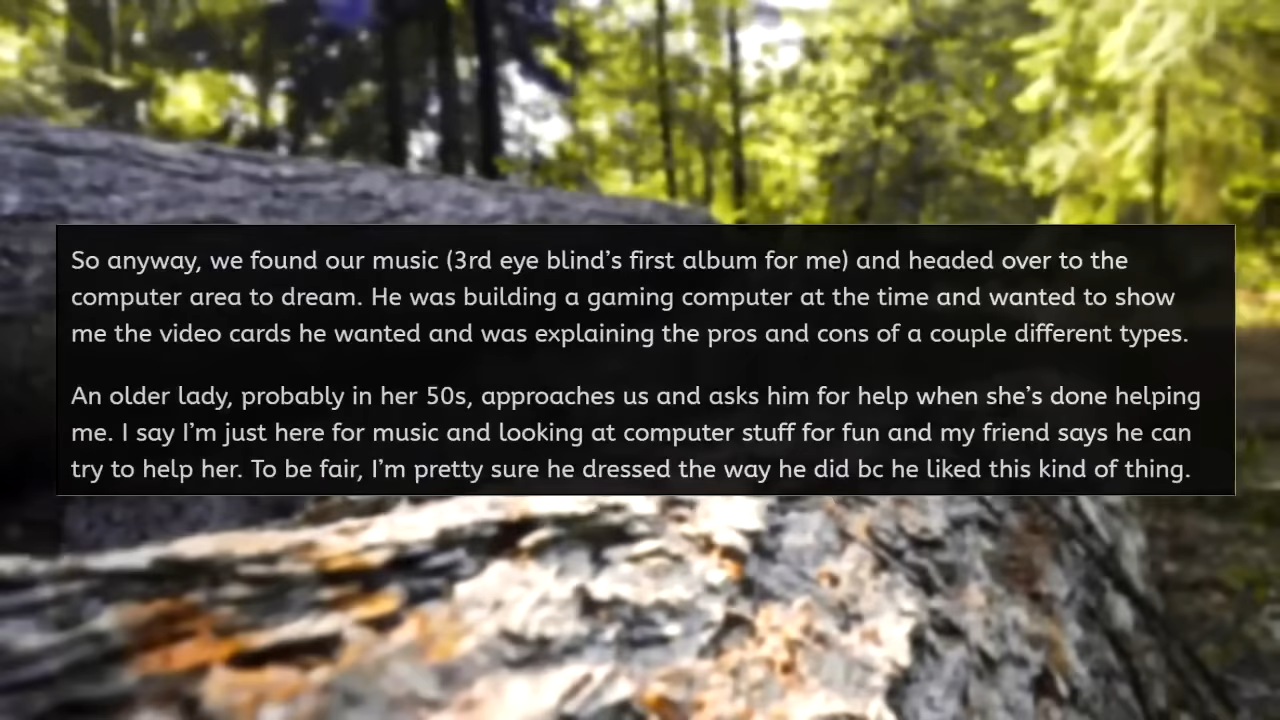 So anyway, we found our music (3rd eye blind’s first album for me) and headed over to the
computer area to dream. He was building a gaming computer at the time and wanted to show
me the video cards he wanted and was explaining the pros and cons of a couple different types.
An older lady, probably in her 50s, approaches us and asks him for help when she’s done helping
me. I say I’m just here for music and looking at computer stuff for fun and my friend says he can
try to help her. To be fair, I’m pretty sure he dressed the way he did bc he liked this kind of thing.